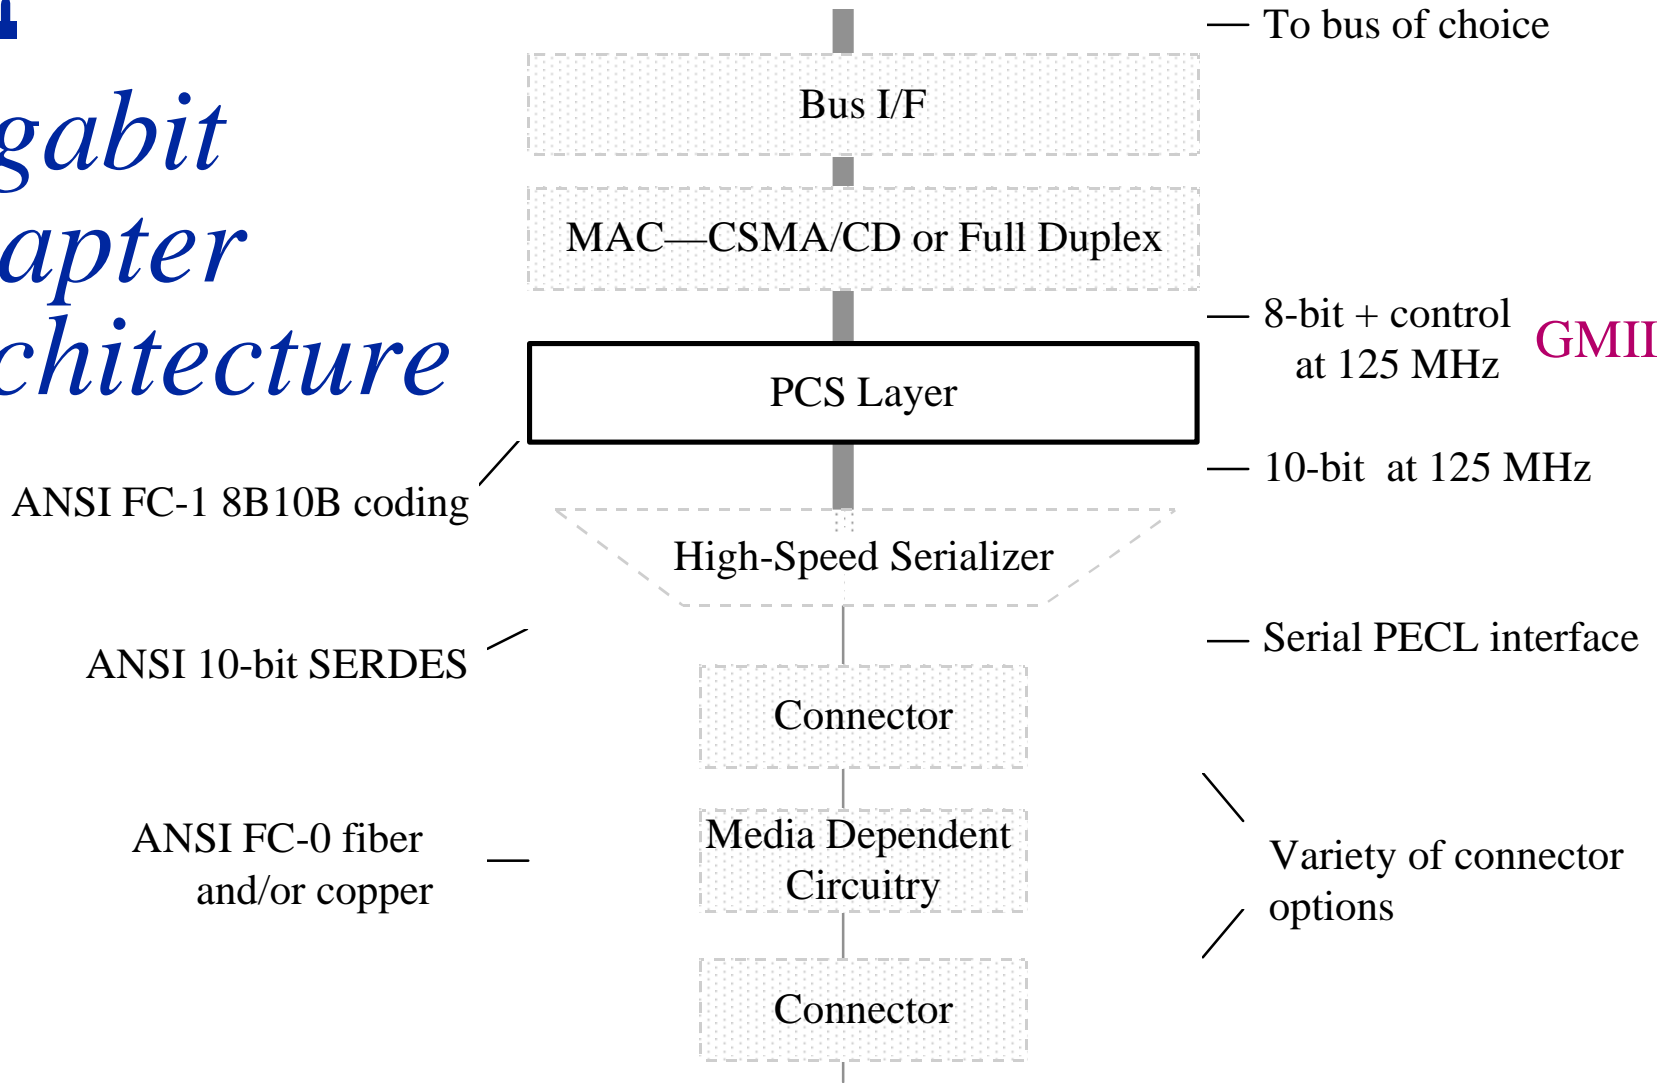 gabit
apter
chitecture
To bus of choice
Bus I/F
MAC—CSMA/CD or Full Duplex
8-bit + control
at 125 MHz
GMII
PCS Layer
ANSI FC-1 8B10B coding
10-bit at 125 MHz
High-Speed Serializer
ANSI 10-bit SERDES
Serial PECL interface
Connector
ANSI FC-0 fiber
and/or copper
Media Dependent
Circuitry
Variety of connector
options
Connector